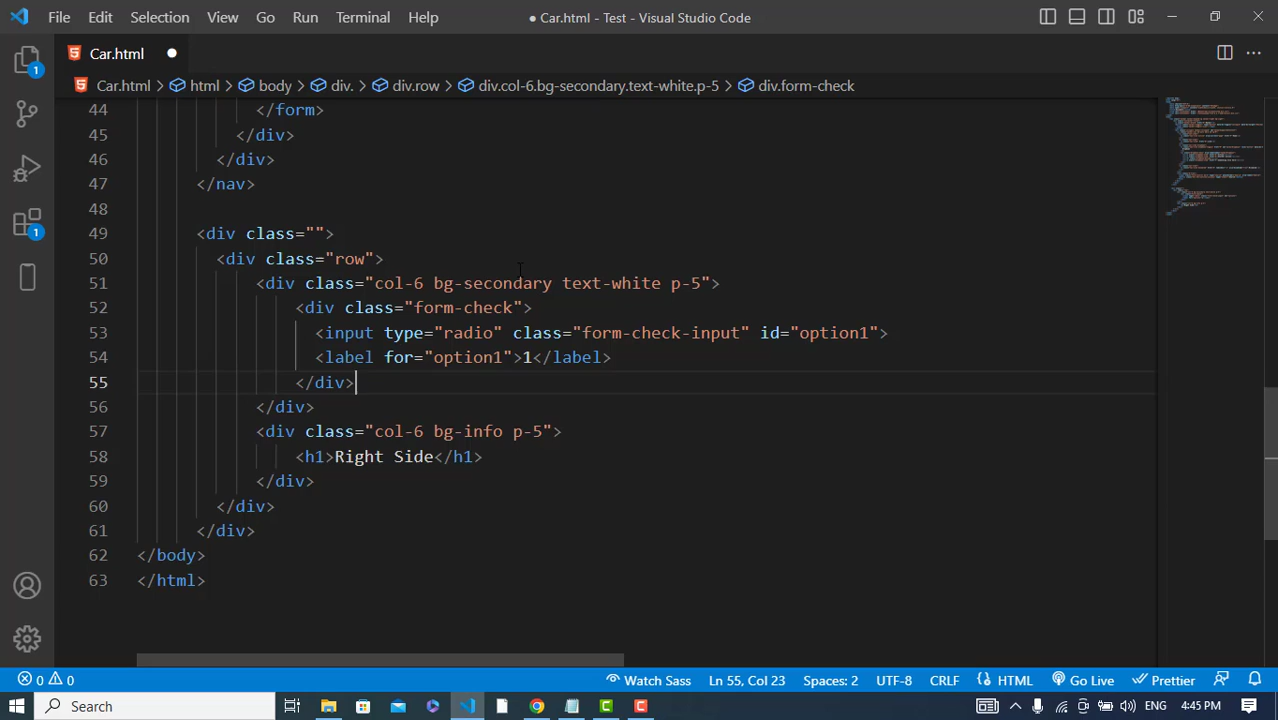 File Edit Selection View Go Run Terminal Help ● Car.html - Test - Visual Studio Code
Car.html ●
Car.html > html > body > div. > div.row > div.col-6.bg-secondary.text-white.p-5 > div.form-check
44 </form>
45 </div>
46 </div>
47 </nav>
48
49 <div class="">
50 <div class="row">
51 <div class="col-6 bg-secondary text-white p-5">
52 <div class="form-check">
53 <input type="radio" class="form-check-input" id="option1">
54 <label for="option1">1</label>
55 </div>
56 </div>
57 <div class="col-6 bg-info p-5">
58 <h1>Right Side</h1>
59 </div>
60 </div>
61 </div>
62 </body>
63 </html>
1
1
0 0 Watch Sass Ln 55, Col 23 Spaces: 2 UTF-8 CRLF HTML Go Live Prettier
Search ENG 4:45 PM